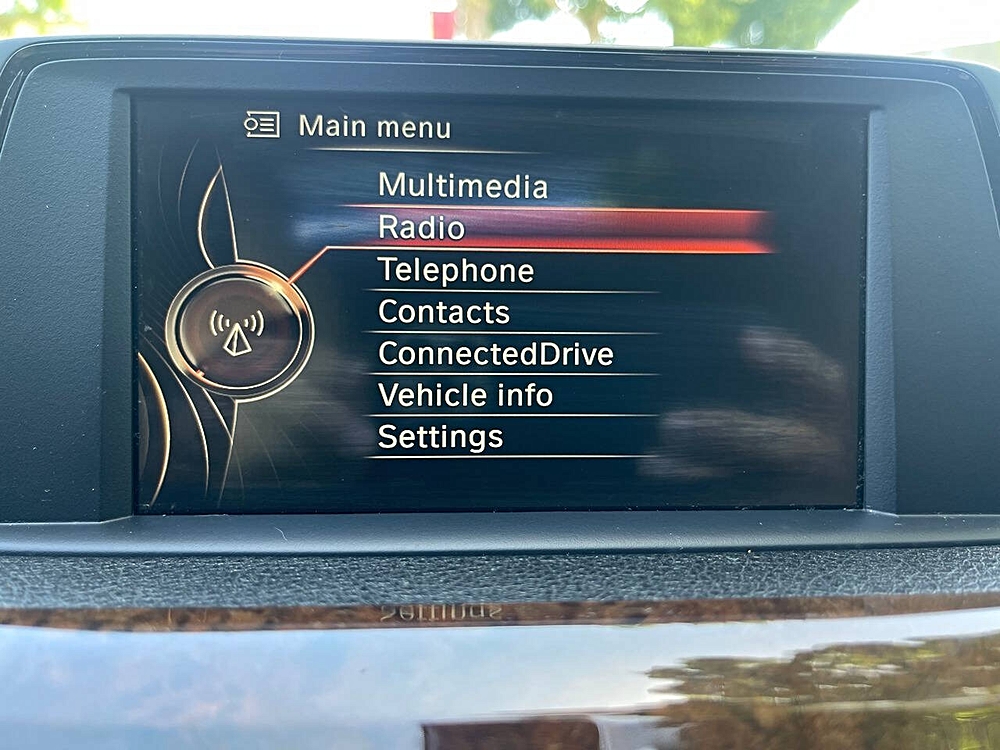 Main menu
Multimedia
Radio
Telephone
Contacts
ConnectedDrive
Vehicle info
Settings